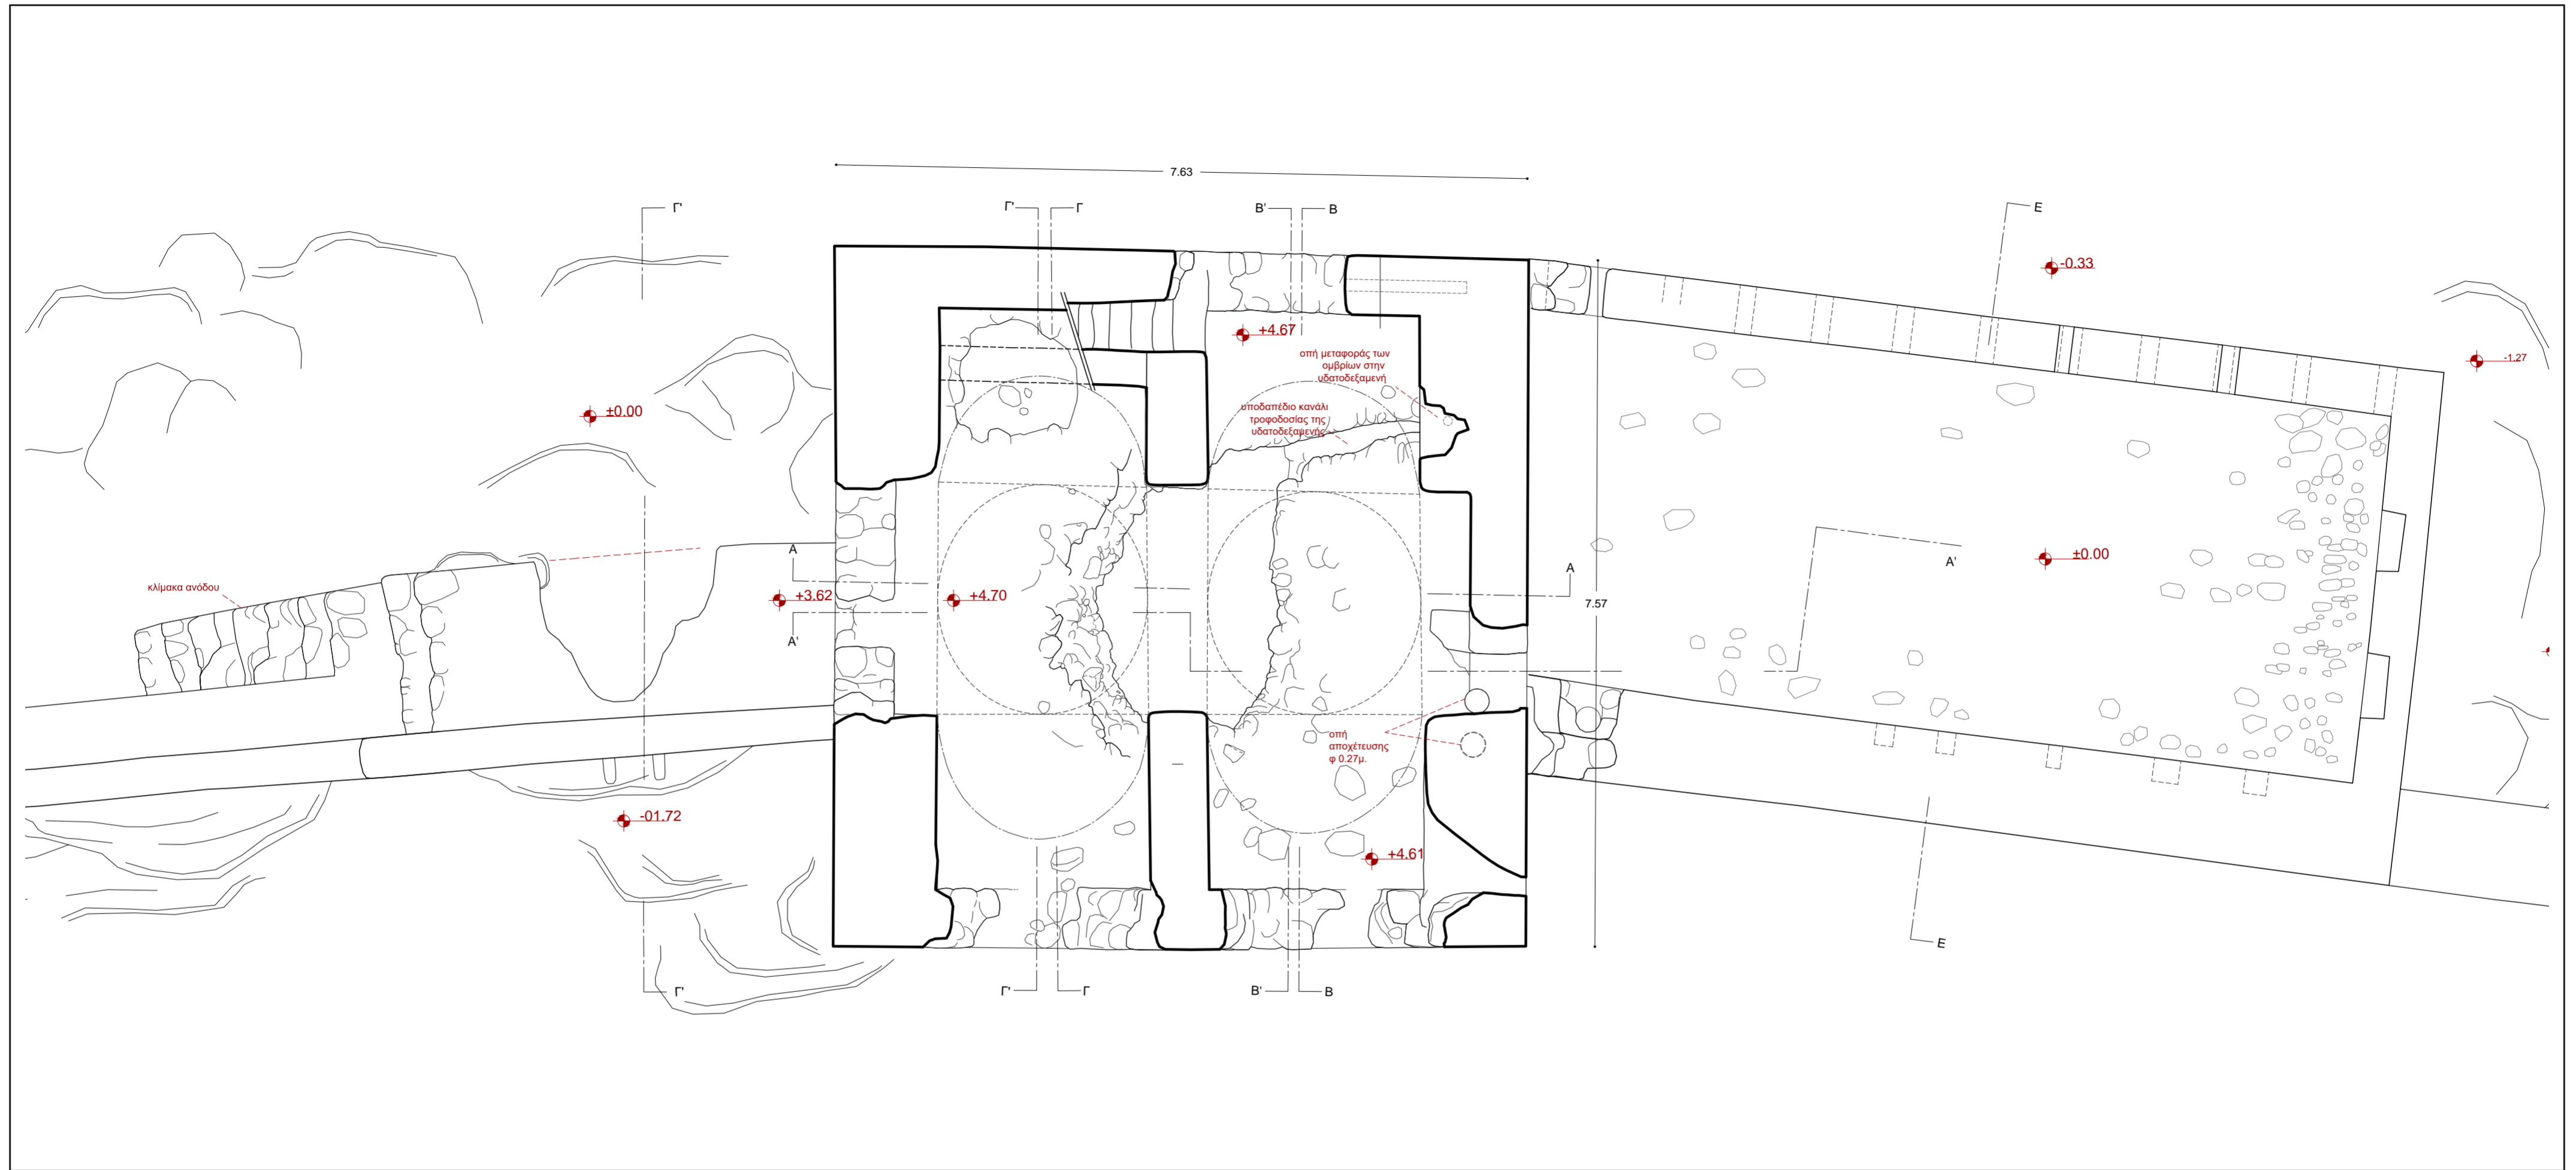 7.63
Γ'
Γ'
Γ
Β'
Β
Ε
-0.33
+4.67
οπή μεταφοράς των
ομβρίων στην
υδατοδεξαμενή
-1.27
±0.00
υποδαπέδιο κανάλι
τροφοδοσίας της
υδατοδεξαμενής
Α
±0.00
Α'
Α
κλίμακα ανόδου
+3.62
+4.70
7.57
Α'
οπή
αποχέτευσης
φ 0.27μ.
-01.72
+4.61
Ε
Γ'
Γ'
Γ
Β'
Β